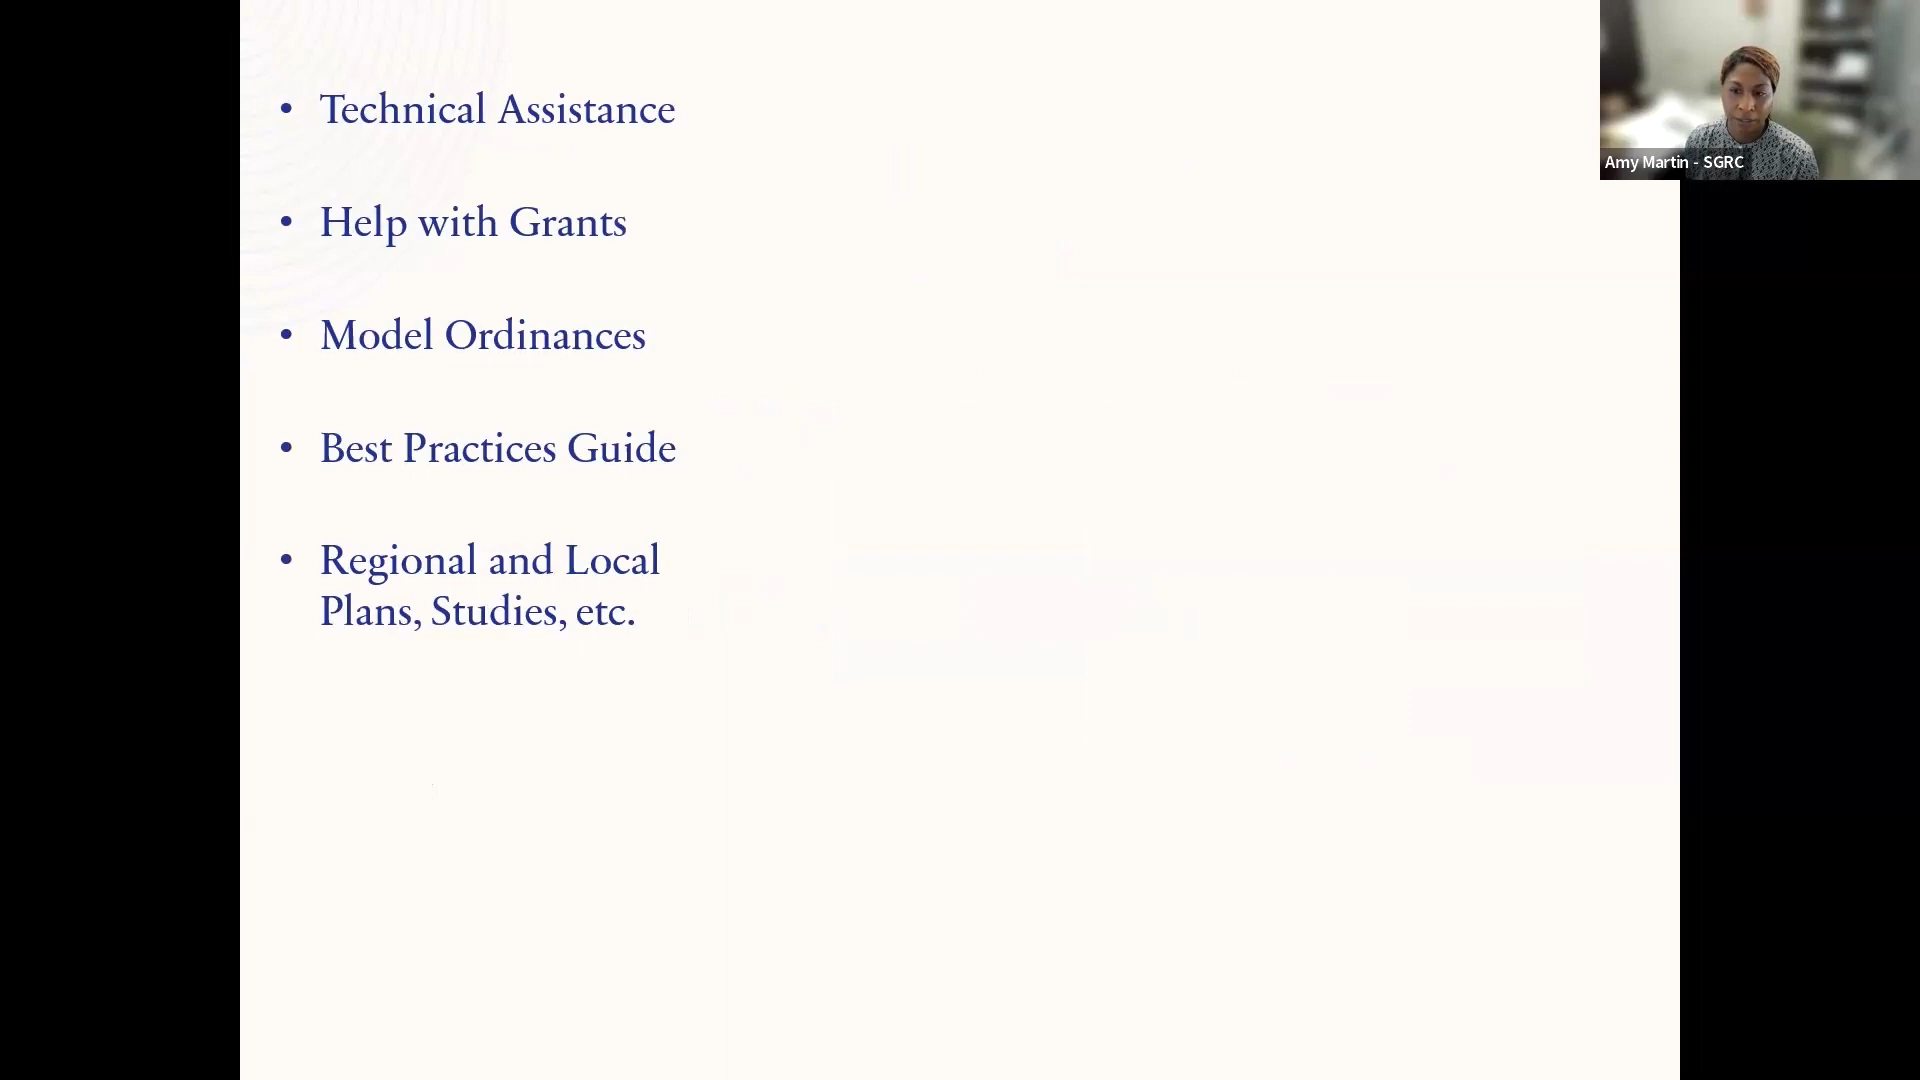 • Technical Assistance
• Help with Grants
• Model Ordinances
• Best Practices Guide
• Regional and Local
Plans, Studies, etc.
Amy Martin - SGRC